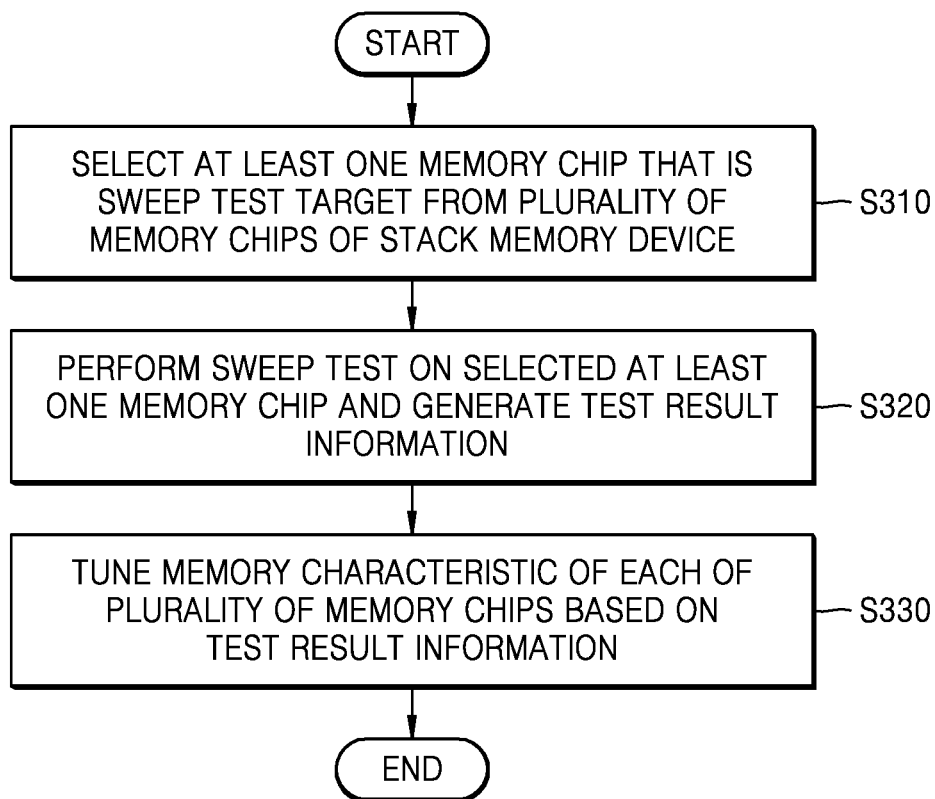 START
SELECT AT LEAST ONE MEMORY CHIP THAT IS
SWEEP TEST TARGET FROM PLURALITY OF
MEMORY CHIPS OF STACK MEMORY DEVICE
S310
PERFORM SWEEP TEST ON SELECTED AT LEAST
ONE MEMORY CHIP AND GENERATE TEST RESULT
INFORMATION
S320
TUNE MEMORY CHARACTERISTIC OF EACH OF
PLURALITY OF MEMORY CHIPS BASED ON
TEST RESULT INFORMATION
S330
END